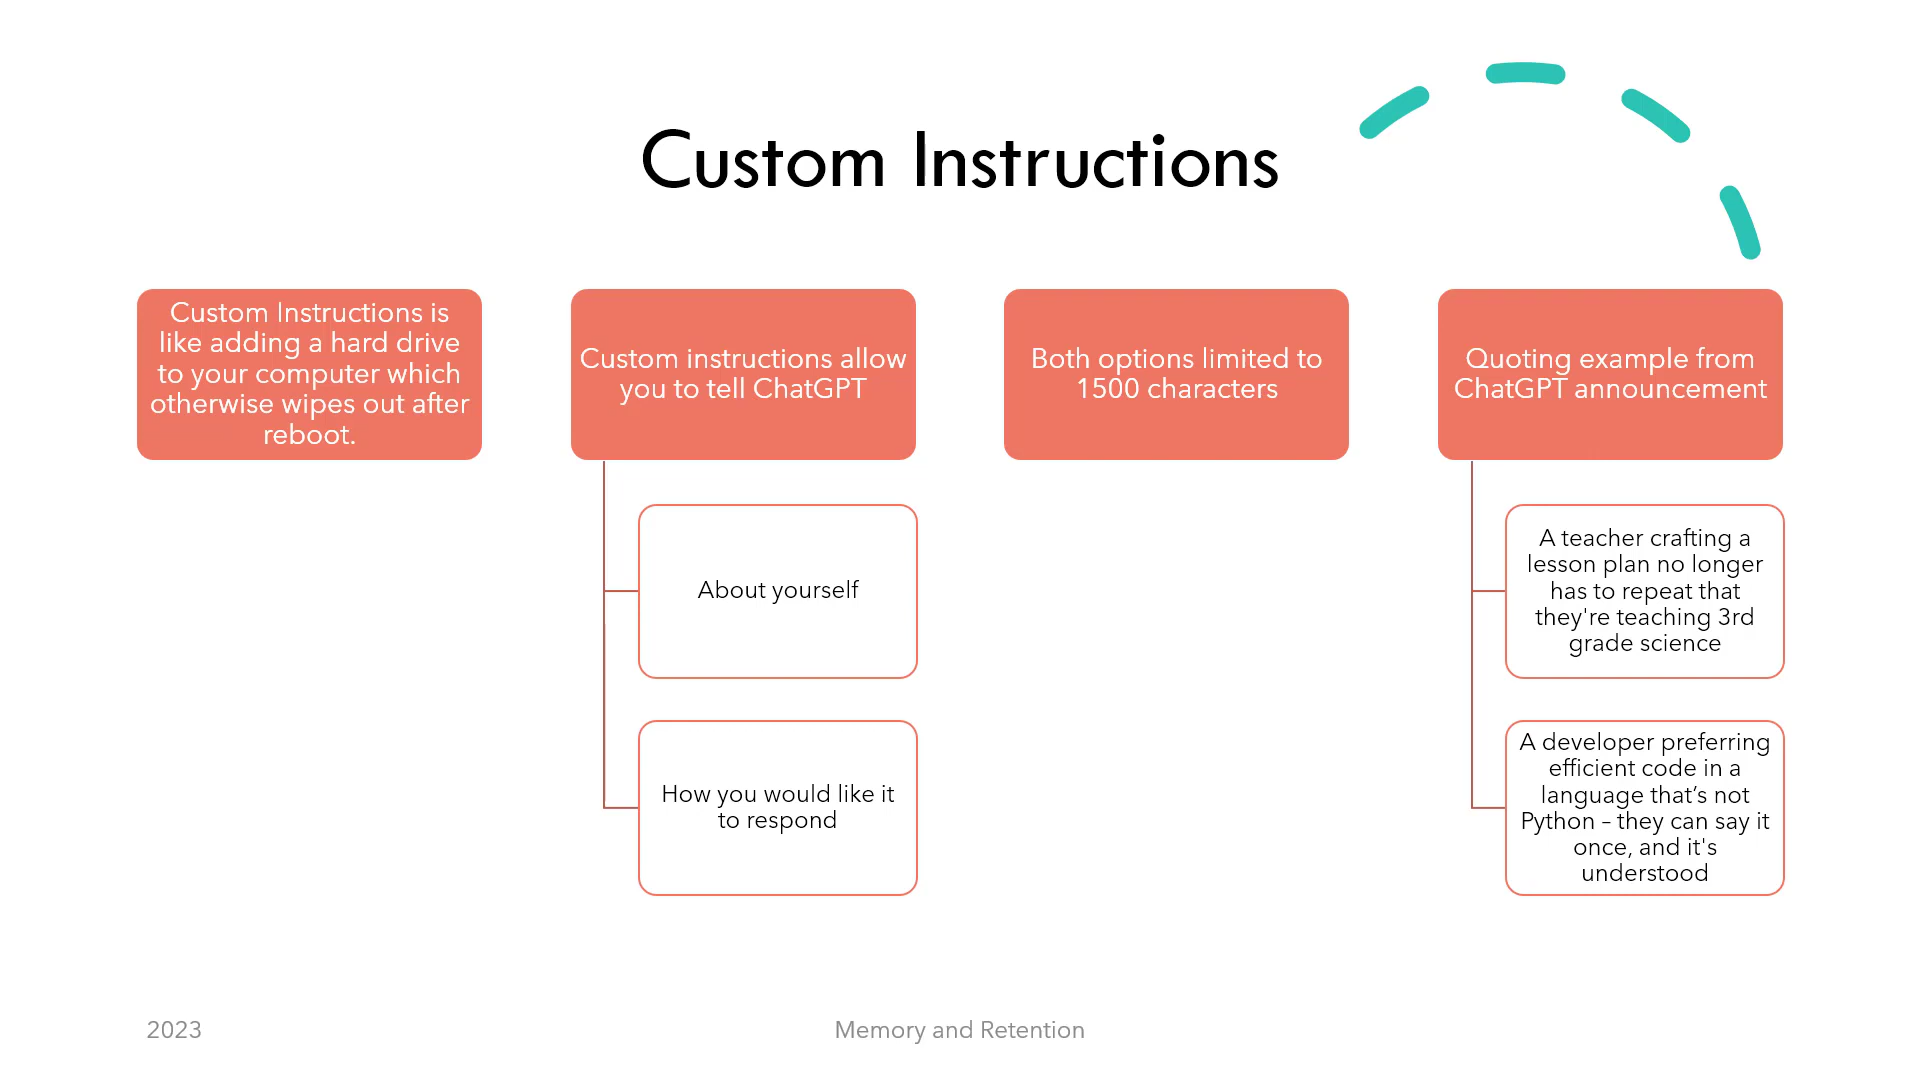 Custom Instructions
Custom Instructions is
like adding a hard drive
to your computer which
otherwise wipes out after
reboot.
Custom instructions allow
you to tell ChatGPT
About yourself
How you would like it
to respond
Both options limited to
1500 characters
Quoting example from
ChatGPT announcement
A teacher crafting a
lesson plan no longer
has to repeat that
they're teaching 3rd
grade science
A developer preferring
efficient code in a
language that’s not
Python – they can say it
once, and it's
understood
2023
Memory and Retention